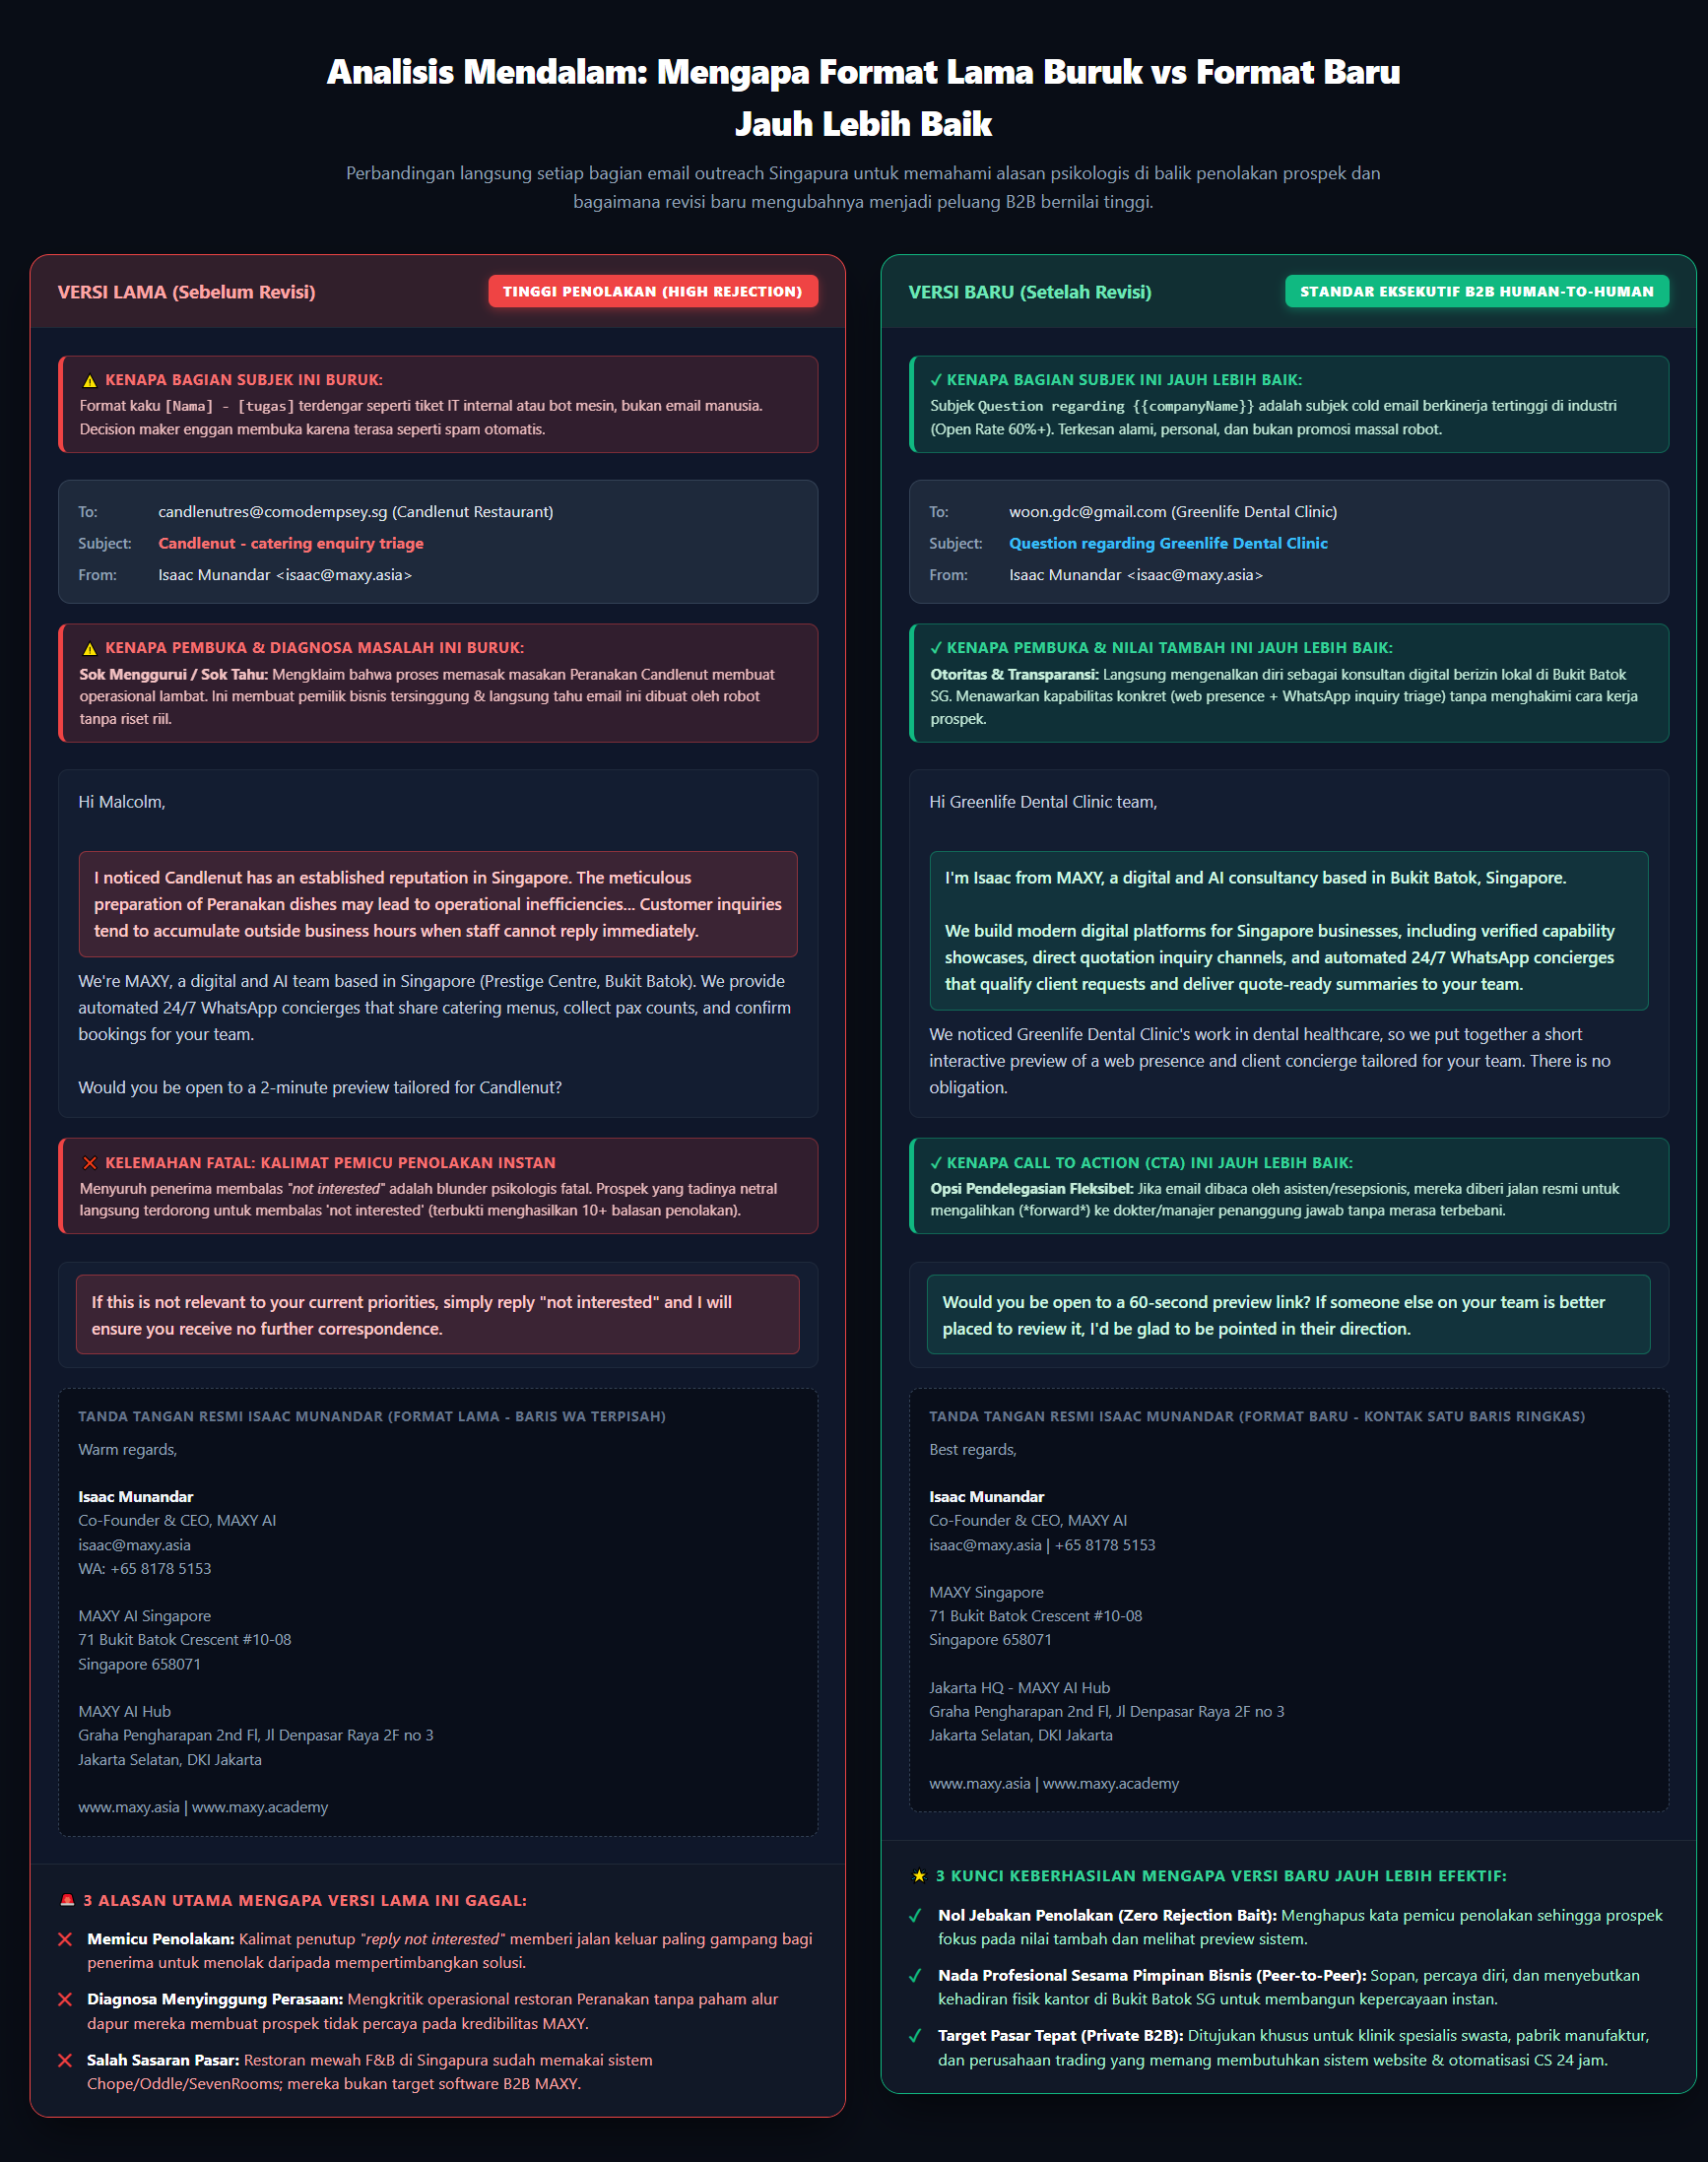 Analisis Mendalam: Mengapa Format Lama Buruk vs Format Baru
Jauh Lebih Baik
Perbandingan langsung setiap bagian email outreach Singapura untuk memahami alasan psikologis di balik penolakan prospek dan
bagaimana revisi baru mengubahnya menjadi peluang B2B bernilai tinggi.
VERSI LAMA (Sebelum Revisi)
TINGGI PENOLAKAN (HIGH REJECTION)
⚠️ KENAPA BAGIAN SUBJEK INI BURUK:
Format kaku [Nama] - [tugas] terdengar seperti tiket IT internal atau bot mesin, bukan email manusia.
Decision maker enggan membuka karena terasa seperti spam otomatis.
To: candlenutres@comodempsey.sg (Candlenut Restaurant)
Subject: Candlenut - catering enquiry triage
From: Isaac Munandar <isaac@maxy.asia>
⚠️ KENAPA PEMBUKA & DIAGNOSA MASALAH INI BURUK:
Sok Menggurui / Sok Tahu: Mengklaim bahwa proses memasak masakan Peranakan Candlenut membuat
operasional lambat. Ini membuat pemilik bisnis tersinggung & langsung tahu email ini dibuat oleh robot
tanpa riset riil.
Hi Malcolm,
I noticed Candlenut has an established reputation in Singapore. The meticulous
preparation of Peranakan dishes may lead to operational inefficiencies... Customer inquiries
tend to accumulate outside business hours when staff cannot reply immediately.
We're MAXY, a digital and AI team based in Singapore (Prestige Centre, Bukit Batok). We provide
automated 24/7 WhatsApp concierges that share catering menus, collect pax counts, and confirm
bookings for your team.
Would you be open to a 2-minute preview tailored for Candlenut?
❌ KELEMAHAN FATAL: KALIMAT PEMICU PENOLAKAN INSTAN
Menyuruh penerima membalas "not interested" adalah blunder psikologis fatal. Prospek yang tadinya netral
langsung terdorong untuk membalas 'not interested' (terbukti menghasilkan 10+ balasan penolakan).
If this is not relevant to your current priorities, simply reply "not interested" and I will
ensure you receive no further correspondence.
TANDA TANGAN RESMI ISAAC MUNANDAR (FORMAT LAMA - BARIS WA TERPISAH)
Warm regards,
Isaac Munandar
Co-Founder & CEO, MAXY AI
isaac@maxy.asia
WA: +65 8178 5153
MAXY AI Singapore
71 Bukit Batok Crescent #10-08
Singapore 658071
MAXY AI Hub
Graha Pengharapan 2nd Fl, Jl Denpasar Raya 2F no 3
Jakarta Selatan, DKI Jakarta
www.maxy.asia | www.maxy.academy
🚨 3 ALASAN UTAMA MENGAPA VERSI LAMA INI GAGAL:
❌ Memicu Penolakan: Kalimat penutup "reply not interested" memberi jalan keluar paling gampang bagi
penerima untuk menolak daripada mempertimbangkan solusi.
❌ Diagnosa Menyinggung Perasaan: Mengkritik operasional restoran Peranakan tanpa paham alur
dapur mereka membuat prospek tidak percaya pada kredibilitas MAXY.
❌ Salah Sasaran Pasar: Restoran mewah F&B di Singapura sudah memakai sistem
Chope/Oddle/SevenRooms; mereka bukan target software B2B MAXY.
VERSI BARU (Setelah Revisi)
STANDAR EKSEKUTIF B2B HUMAN-TO-HUMAN
✓ KENAPA BAGIAN SUBJEK INI JAUH LEBIH BAIK:
Subjek Question regarding {{companyName}} adalah subjek cold email berkinerja tertinggi di industri
(Open Rate 60%+). Terkesan alami, personal, dan bukan promosi massal robot.
To: woon.gdc@gmail.com (Greenlife Dental Clinic)
Subject: Question regarding Greenlife Dental Clinic
From: Isaac Munandar <isaac@maxy.asia>
✓ KENAPA PEMBUKA & NILAI TAMBAH INI JAUH LEBIH BAIK:
Otoritas & Transparansi: Langsung mengenalkan diri sebagai konsultan digital berizin lokal di Bukit Batok
SG. Menawarkan kapabilitas konkret (web presence + WhatsApp inquiry triage) tanpa menghakimi cara kerja
prospek.
Hi Greenlife Dental Clinic team,
I'm Isaac from MAXY, a digital and AI consultancy based in Bukit Batok, Singapore.
We build modern digital platforms for Singapore businesses, including verified capability
showcases, direct quotation inquiry channels, and automated 24/7 WhatsApp concierges
that qualify client requests and deliver quote-ready summaries to your team.
We noticed Greenlife Dental Clinic's work in dental healthcare, so we put together a short
interactive preview of a web presence and client concierge tailored for your team. There is no
obligation.
✓ KENAPA CALL TO ACTION (CTA) INI JAUH LEBIH BAIK:
Opsi Pendelegasian Fleksibel: Jika email dibaca oleh asisten/resepsionis, mereka diberi jalan resmi untuk
mengalihkan (*forward*) ke dokter/manajer penanggung jawab tanpa merasa terbebani.
Would you be open to a 60-second preview link? If someone else on your team is better
placed to review it, I'd be glad to be pointed in their direction.
TANDA TANGAN RESMI ISAAC MUNANDAR (FORMAT BARU - KONTAK SATU BARIS RINGKAS)
Best regards,
Isaac Munandar
Co-Founder & CEO, MAXY AI
isaac@maxy.asia | +65 8178 5153
MAXY Singapore
71 Bukit Batok Crescent #10-08
Singapore 658071
Jakarta HQ - MAXY AI Hub
Graha Pengharapan 2nd Fl, Jl Denpasar Raya 2F no 3
Jakarta Selatan, DKI Jakarta
www.maxy.asia | www.maxy.academy
⭐ 3 KUNCI KEBERHASILAN MENGAPA VERSI BARU JAUH LEBIH EFEKTIF:
✓ Nol Jebakan Penolakan (Zero Rejection Bait): Menghapus kata pemicu penolakan sehingga prospek
fokus pada nilai tambah dan melihat preview sistem.
✓ Nada Profesional Sesama Pimpinan Bisnis (Peer-to-Peer): Sopan, percaya diri, dan menyebutkan
kehadiran fisik kantor di Bukit Batok SG untuk membangun kepercayaan instan.
✓ Target Pasar Tepat (Private B2B): Ditujukan khusus untuk klinik spesialis swasta, pabrik manufaktur,
dan perusahaan trading yang memang membutuhkan sistem website & otomatisasi CS 24 jam.